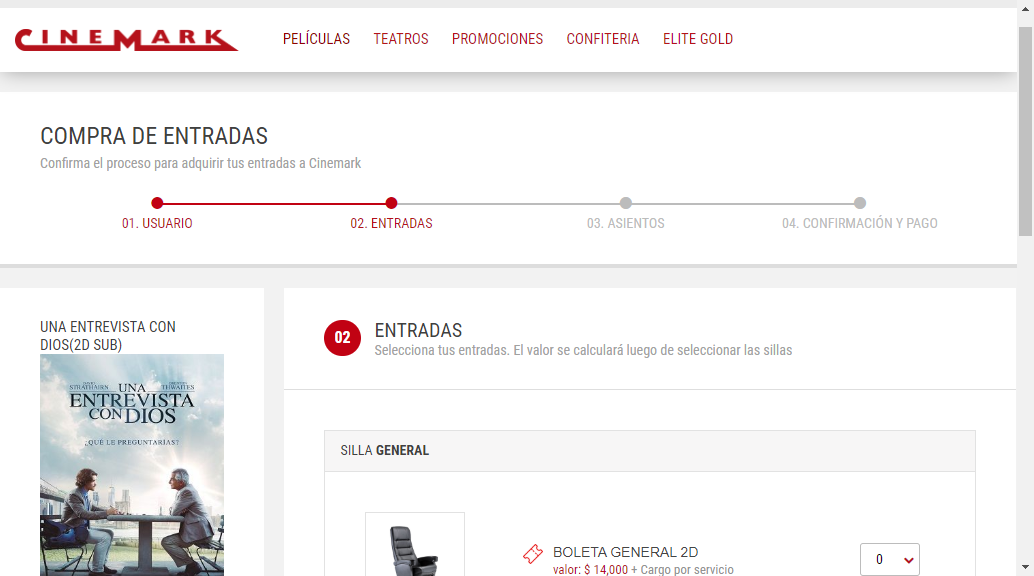 CINEMARK
PELÍCULAS TEATROS PROMOCIONES CONFITERIA ELITE GOLD
COMPRA DE ENTRADAS
Confirma el proceso para adquirir tus entradas a Cinemark
01. USUARIO 02. ENTRADAS 03. ASIENTOS 04. CONFIRMACIÓN Y PAGO
UNA ENTREVISTA CON
DIOS(2D SUB)
STRATHAIRN THWAITES
UNA
ENTREVISTA
CON DIOS
¿QUÉ LE PREGUNTARÍAS?
02 ENTRADAS
Selecciona tus entradas. El valor se calculará luego de seleccionar las sillas
SILLA GENERAL
BOLETA GENERAL 2D
valor: $ 14,000 + Cargo por servicio
0